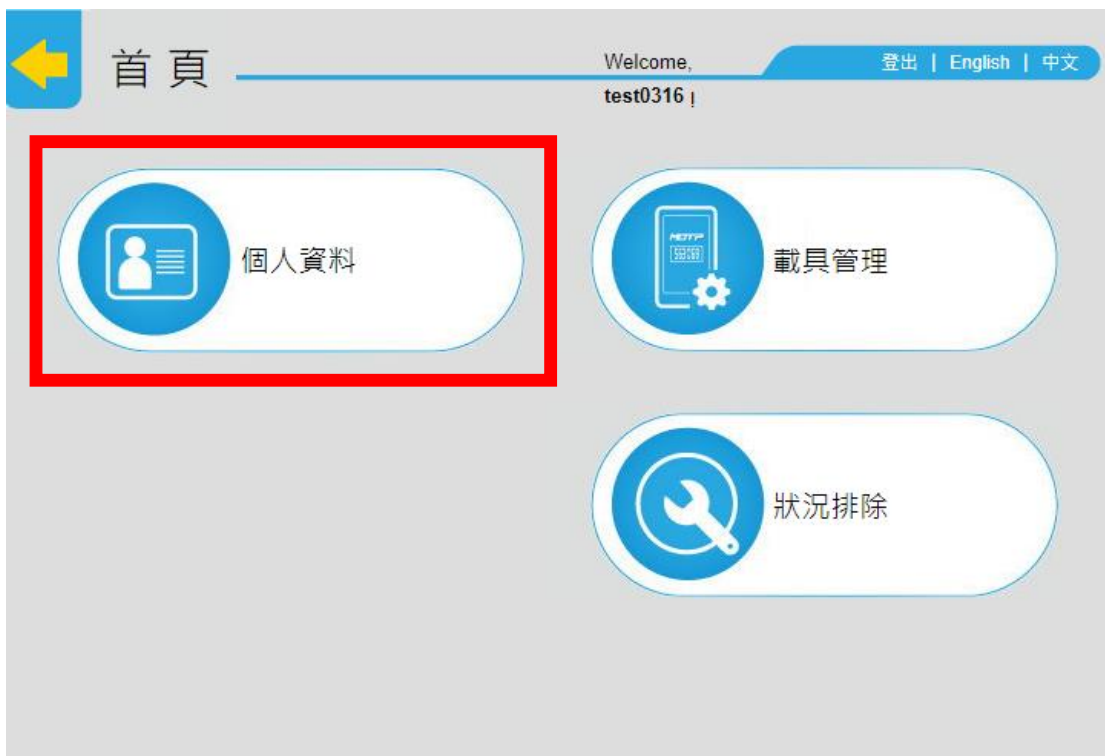 首頁
Welcome,
登出 | English | 中文
test0316 !
個人資料
MOTP
載具管理
狀況排除